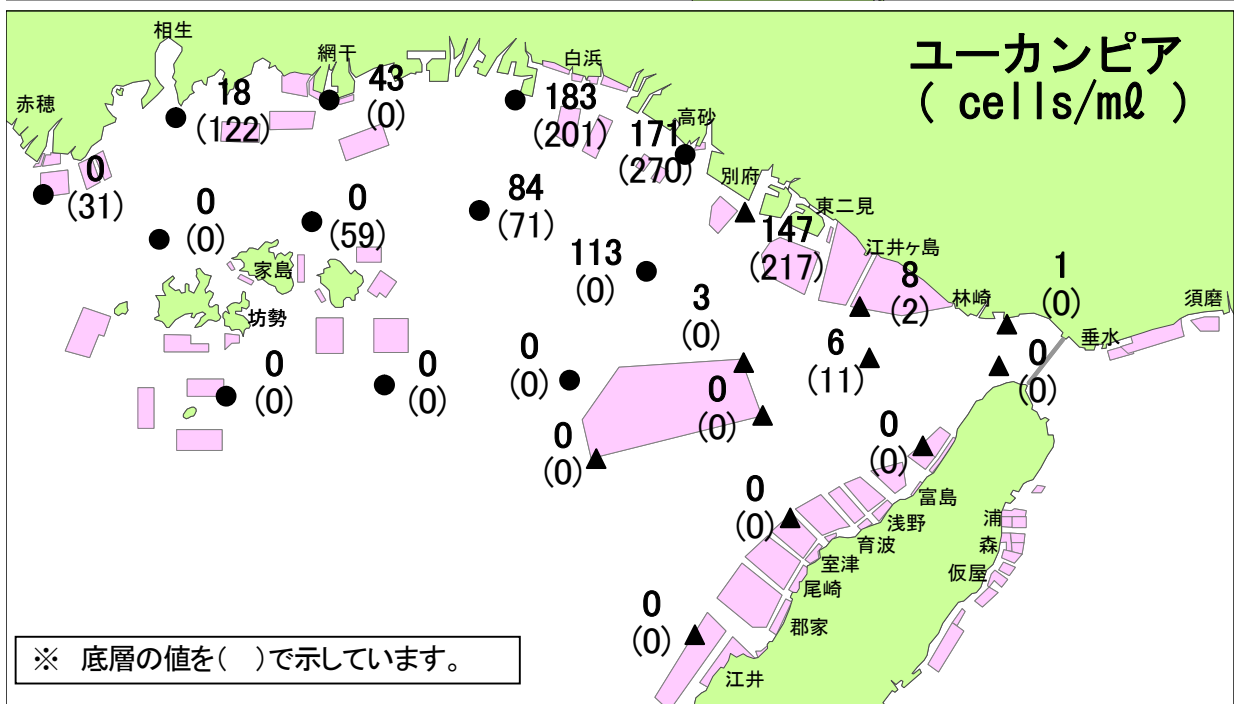 ユーカンピア
( cells/mℓ )
相生
網干
白浜
赤穂
高砂
別府
東二見
江井ヶ島
林崎
垂水
須磨
家島
坊勢
18
(122)
43
(0)
183
(201)
171
(270)
0
(31)
0
(0)
0
(59)
84
(71)
113
(0)
147
(217)
8
(2)
1
(0)
3
(0)
6
(11)
0
(0)
0
(0)
0
(0)
0
(0)
0
(0)
0
(0)
0
(0)
0
(0)
0
(0)
富島
浅野
育波
室津
尾崎
郡家
江井
浦
森
仮屋
※ 底層の値を( )で示しています。